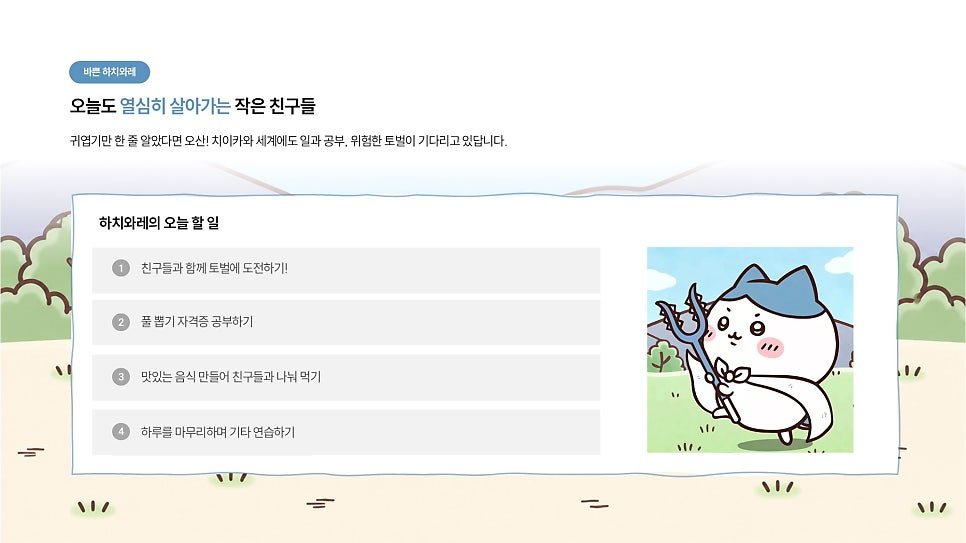 바쁜 하치와레
오늘도 열심히 살아가는 작은 친구들
귀엽기만 한 줄 알았다면 오산! 치이카와 세계에도 일과 공부, 위험한 토벌이 기다리고 있답니다.
하치와레의 오늘 할 일
1 친구들과 함께 토벌에 도전하기!
2 풀 뽑기 자격증 공부하기
3 맛있는 음식 만들어 친구들과 나눠 먹기
4 하루를 마무리하며 기타 연습하기